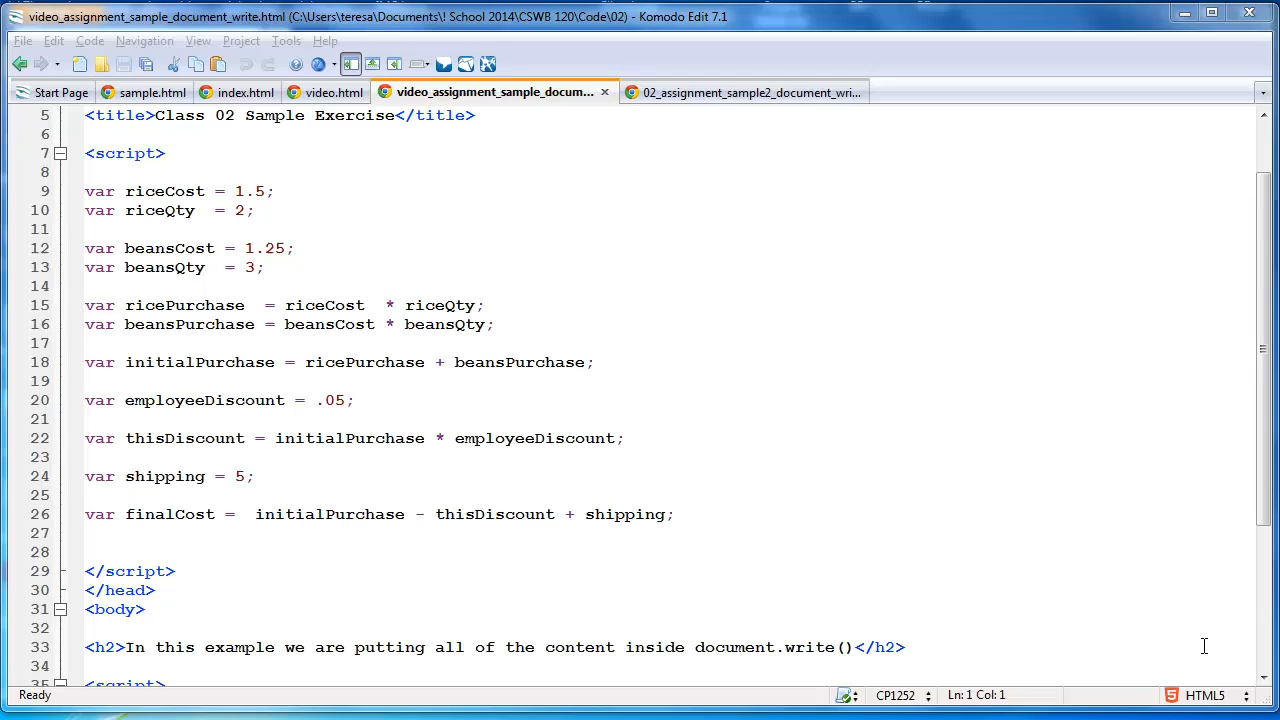 video_assignment_sample_document_write.html (C:\Users\teresa\Documents\! School 2014\CSWB 120\Code\02) - Komodo Edit 7.1
File Edit Code Navigation View Project Tools Help
Start Page sample.html index.html video.html video_assignment_sample_docum... 02_assignment_sample2_document_wri...
5 <title>Class 02 Sample Exercise</title>
6
7 <script>
8
9 var riceCost = 1.5;
10 var riceQty  = 2;
11
12 var beansCost = 1.25;
13 var beansQty  = 3;
14
15 var ricePurchase  = riceCost  * riceQty;
16 var beansPurchase = beansCost * beansQty;
17
18 var initialPurchase = ricePurchase + beansPurchase;
19
20 var employeeDiscount = .05;
21
22 var thisDiscount = initialPurchase * employeeDiscount;
23
24 var shipping = 5;
25
26 var finalCost =  initialPurchase - thisDiscount + shipping;
27
28
29 </script>
30 </head>
31 <body>
32
33 <h2>In this example we are putting all of the content inside document.write()</h2>
34
35 <script>
Ready CP1252 Ln: 1 Col: 1 HTML5